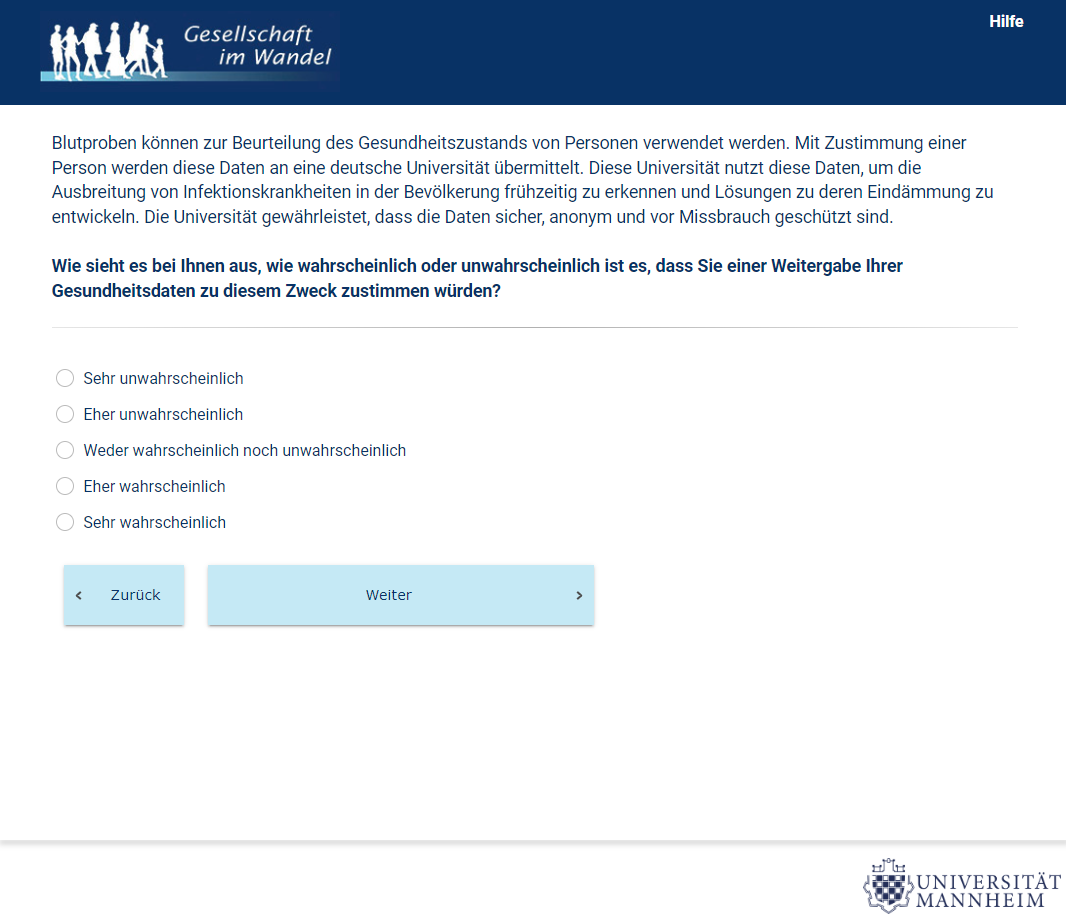 Gesellschaft
im Wandel
Hilfe
Blutproben können zur Beurteilung des Gesundheitszustands von Personen verwendet werden. Mit Zustimmung einer
Person werden diese Daten an eine deutsche Universität übermittelt. Diese Universität nutzt diese Daten, um die
Ausbreitung von Infektionskrankheiten in der Bevölkerung frühzeitig zu erkennen und Lösungen zu deren Eindämmung zu
entwickeln. Die Universität gewährleistet, dass die Daten sicher, anonym und vor Missbrauch geschützt sind.
Wie sieht es bei Ihnen aus, wie wahrscheinlich oder unwahrscheinlich ist es, dass Sie einer Weitergabe Ihrer
Gesundheitsdaten zu diesem Zweck zustimmen würden?
Sehr unwahrscheinlich
Eher unwahrscheinlich
Weder wahrscheinlich noch unwahrscheinlich
Eher wahrscheinlich
Sehr wahrscheinlich
Zurück
Weiter
UNIVERSITÄT
MANNHEIM